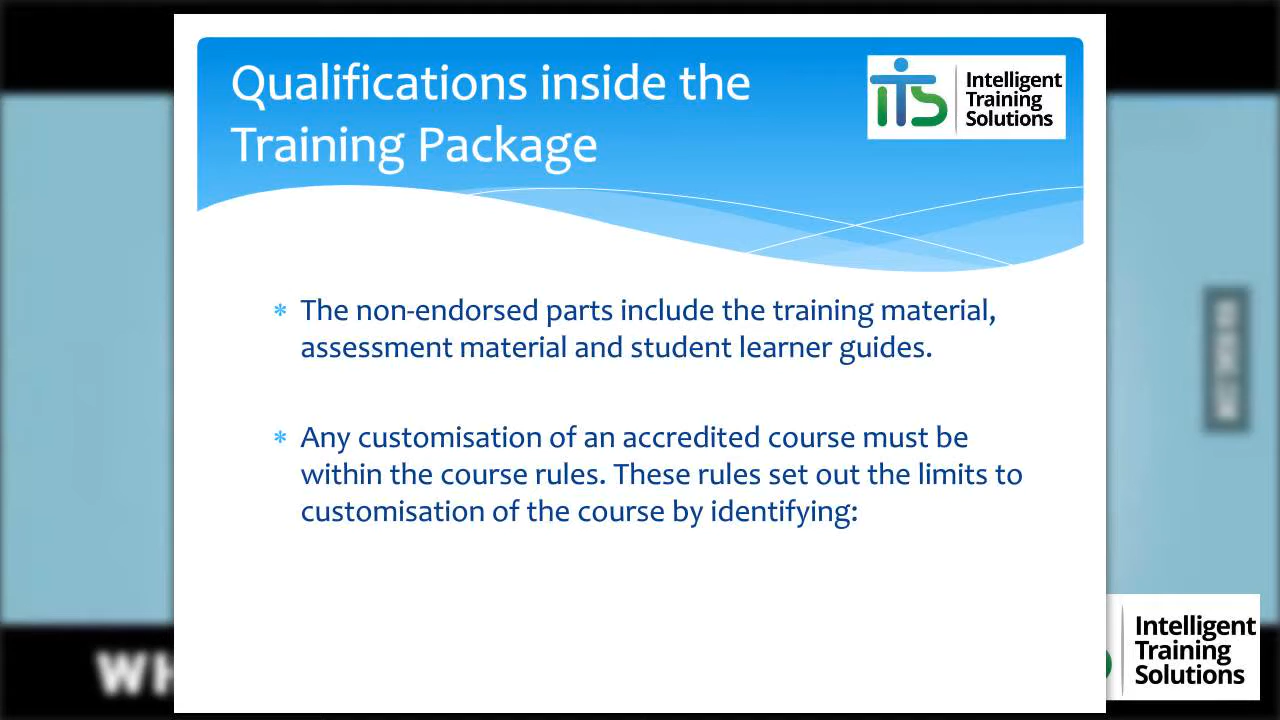 Qualifications inside the
Training Package
iTS
Intelligent
Training
Solutions
* The non-endorsed parts include the training material,
assessment material and student learner guides.
* Any customisation of an accredited course must be
within the course rules. These rules set out the limits to
customisation of the course by identifying:
WH
Intelligent
Training
Solutions